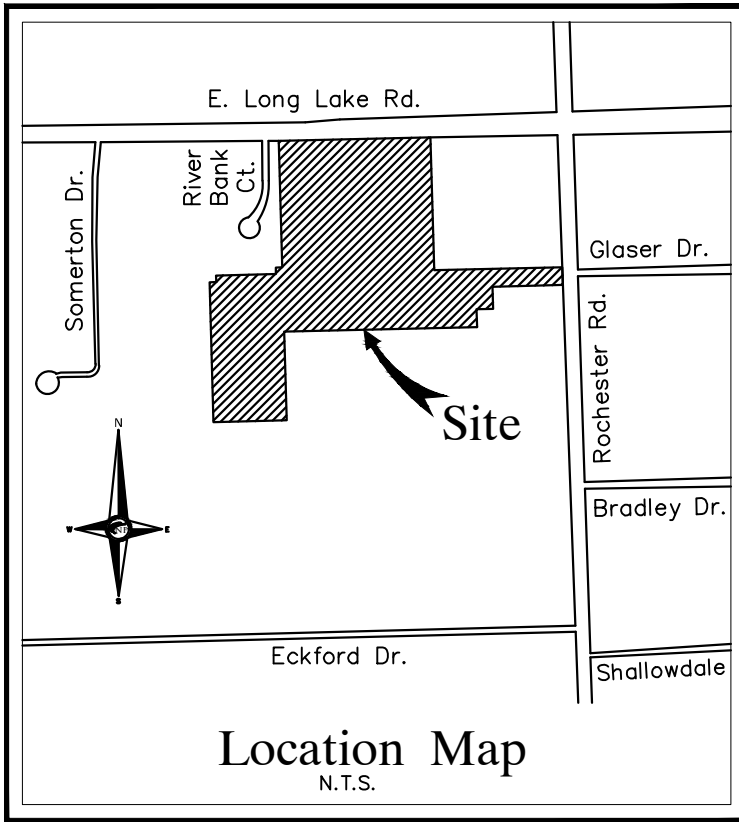 E. Long Lake Rd.
River
Bank
Ct.
Somerton Dr.
Glaser Dr.
Rochester Rd.
Site
N
W
E
S
Bradley Dr.
Eckford Dr.
Shallowdale
Location Map
N.T.S.